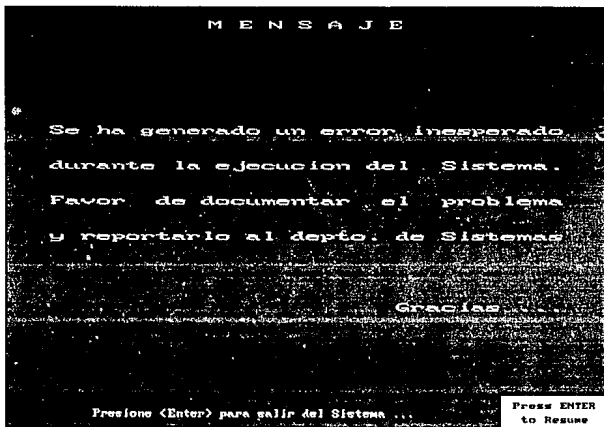 M E N S A J E
Se ha generado un error inesperado
durante la ejecucion del Sistema.
Favor de documentar el problema
y reportarlo al depto. de Sistemas
Gracias.....
Presione <Enter> para salir del Sistema ...
Press ENTER
to Resume